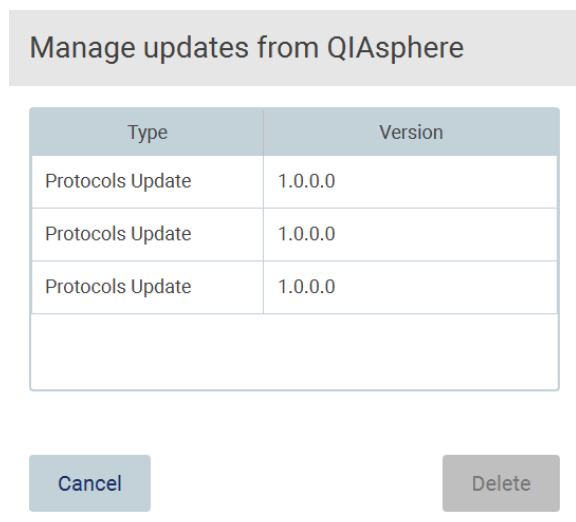 Manage updates from QIAsphere
Type Version
Protocols Update 1.0.0.0
Protocols Update 1.0.0.0
Protocols Update 1.0.0.0
Cancel Delete